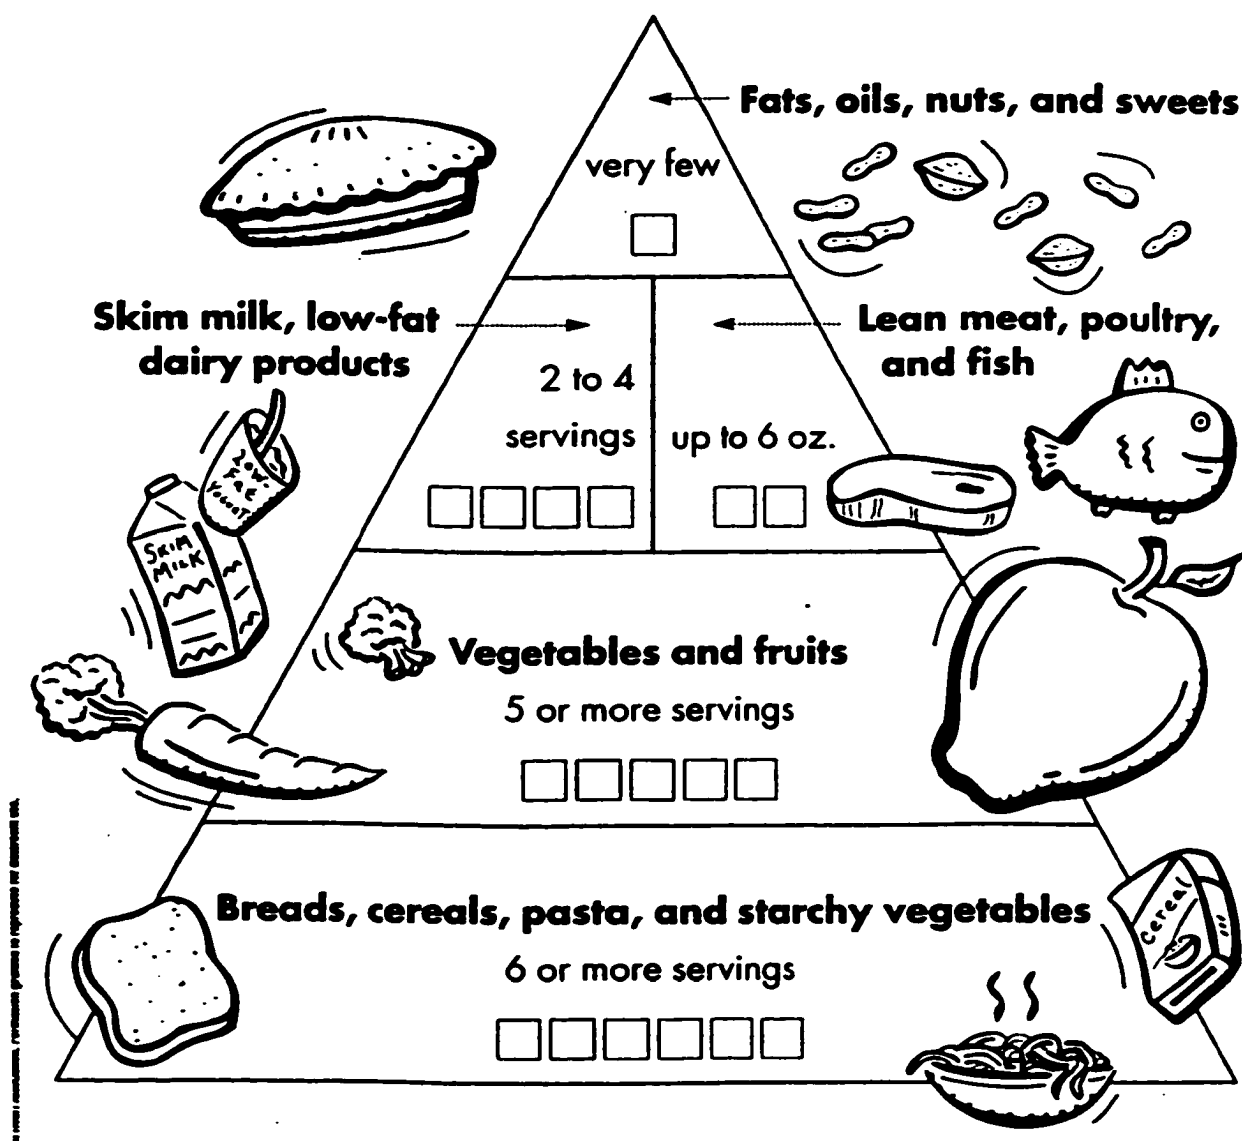 Fats, oils, nuts, and sweets
very few
Skim milk, low-fat
dairy products
2 to 4
servings
Lean meat, poultry,
and fish
up to 6 oz.
LOW-
FAT
YOGURT
SKIM
MILK
Vegetables and fruits
5 or more servings
Breads, cereals, pasta, and starchy vegetables
6 or more servings
Cereal